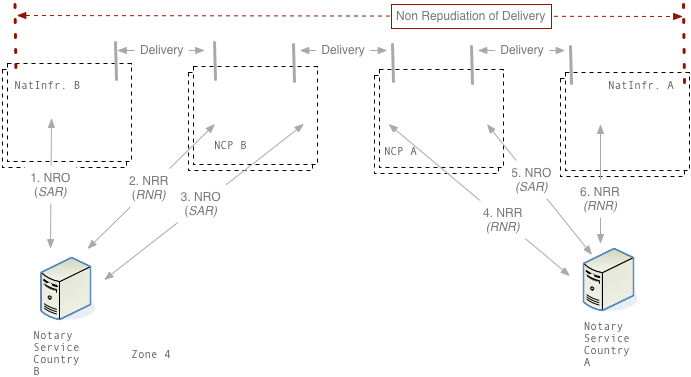 Non Repudiation of Delivery
Delivery
Delivery
Delivery
NatInfr. B
NCP B
NCP A
NatInfr. A
1. NRO
(SAR)
2. NRR
(RNR)
3. NRO
(SAR)
4. NRR
(RNR)
5. NRO
(SAR)
6. NRR
(RNR)
Notary
Service
Country
B
Zone 4
Notary
Service
Country
A